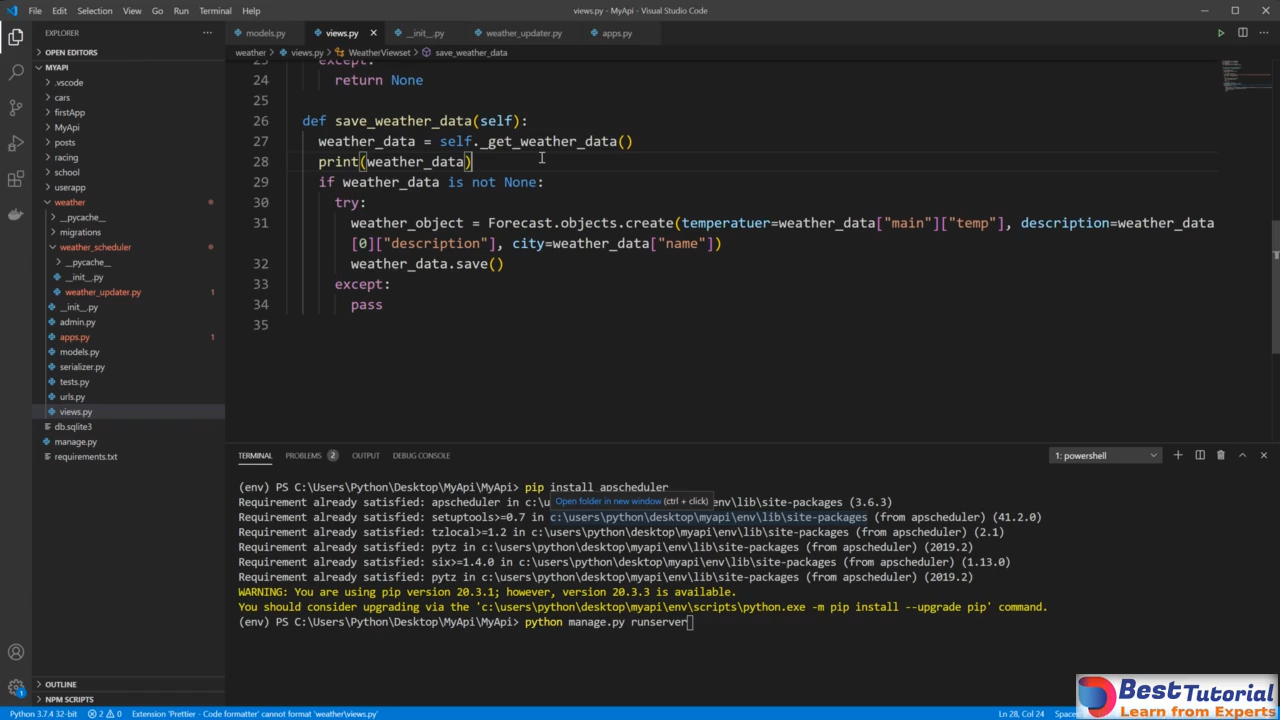 File Edit Selection View Go Run Terminal Help
views.py - MyApi - Visual Studio Code
EXPLORER
OPEN EDITORS
MYAPI
.vscode
cars
firstApp
MyApi
posts
racing
school
userapp
weather
__pycache__
migrations
weather_scheduler
__pycache__
__init__.py
weather_updater.py 1
__init__.py
admin.py
apps.py 1
models.py
serializer.py
tests.py
urls.py
views.py
db.sqlite3
manage.py
requirements.txt
OUTLINE
NPM SCRIPTS
models.py views.py __init__.py weather_updater.py apps.py
weather > views.py > WeatherViewset > save_weather_data
except:
24 return None
25
26 def save_weather_data(self):
27 weather_data = self._get_weather_data()
28 print(weather_data)
29 if weather_data is not None:
30 try:
31 weather_object = Forecast.objects.create(temperatuer=weather_data["main"]["temp"], description=weather_data
[0]["description"], city=weather_data["name"])
32 weather_data.save()
33 except:
34 pass
35
TERMINAL PROBLEMS 2 OUTPUT DEBUG CONSOLE
1: powershell
(env) PS C:\Users\Python\Desktop\MyApi\MyApi> pip install apscheduler
Open folder in new window (ctrl + click)
Requirement already satisfied: apscheduler in c:\u env\lib\site-packages (3.6.3)
Requirement already satisfied: setuptools>=0.7 in c:\users\python\desktop\myapi\env\lib\site-packages (from apscheduler) (41.2.0)
Requirement already satisfied: tzlocal>=1.2 in c:\users\python\desktop\myapi\env\lib\site-packages (from apscheduler) (2.1)
Requirement already satisfied: pytz in c:\users\python\desktop\myapi\env\lib\site-packages (from apscheduler) (2019.2)
Requirement already satisfied: six>=1.4.0 in c:\users\python\desktop\myapi\env\lib\site-packages (from apscheduler) (1.13.0)
Requirement already satisfied: pytz in c:\users\python\desktop\myapi\env\lib\site-packages (from apscheduler) (2019.2)
WARNING: You are using pip version 20.3.1; however, version 20.3.3 is available.
You should consider upgrading via the 'c:\users\python\desktop\myapi\env\scripts\python.exe -m pip install --upgrade pip' command.
(env) PS C:\Users\Python\Desktop\MyApi\MyApi> python manage.py runserver
Python 3.7.4 32-bit 2 0 Extension 'Prettier - Code formatter' cannot format 'weather\views.py'
Ln 28, Col 24 Spaces
BestTutorial
Learn from Experts